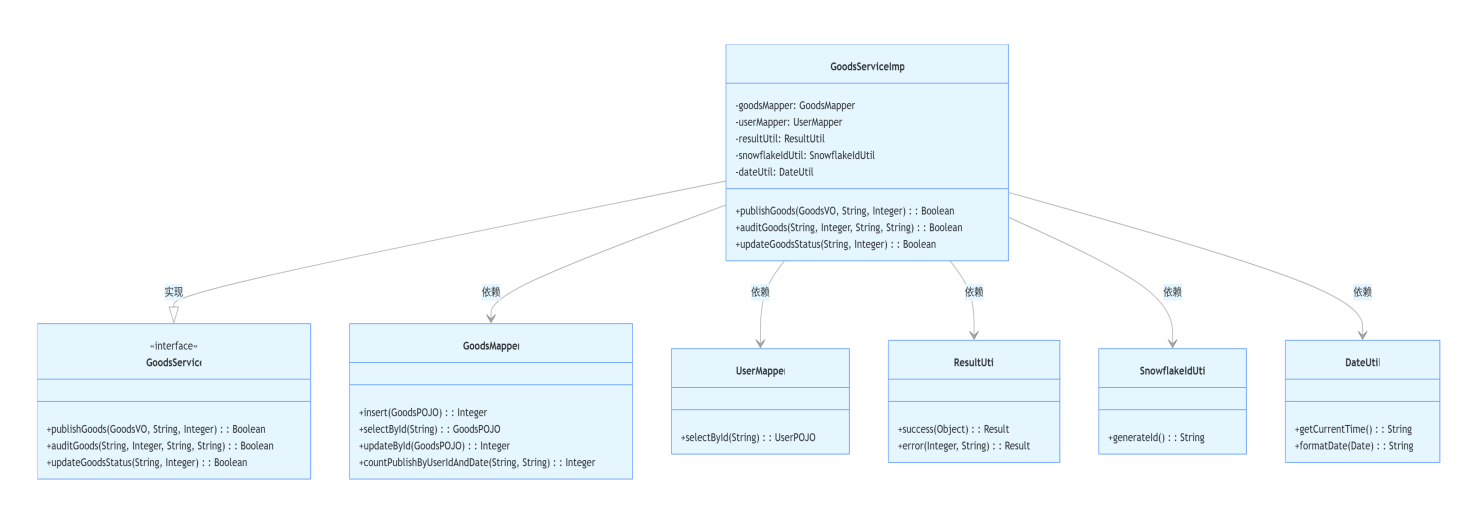 GoodsServiceImp
-goodsMapper: GoodsMapper
-userMapper: UserMapper
-resultUtil: ResultUtil
-snowflakeIdUtil: SnowflakeIdUtil
-dateUtil: DateUtil
+publishGoods(GoodsVO, String, Integer) : : Boolean
+auditGoods(String, Integer, String, String) : : Boolean
+updateGoodsStatus(String, Integer) : : Boolean
实现
依赖
依赖
依赖
依赖
依赖
«interface»
GoodsService
+publishGoods(GoodsVO, String, Integer) : : Boolean
+auditGoods(String, Integer, String, String) : : Boolean
+updateGoodsStatus(String, Integer) : : Boolean
GoodsMapper
+insert(GoodsPOJO) : : Integer
+selectById(String) : : GoodsPOJO
+updateById(GoodsPOJO) : : Integer
+countPublishByUserIdAndDate(String, String) : : Integer
UserMapper
+selectById(String) : : UserPOJO
ResultUti
+success(Object) : : Result
+error(Integer, String) : : Result
SnowflakeIdUti
+generateId() : : String
DateUtil
+getCurrentTime() : : String
+formatDate(Date) : : String